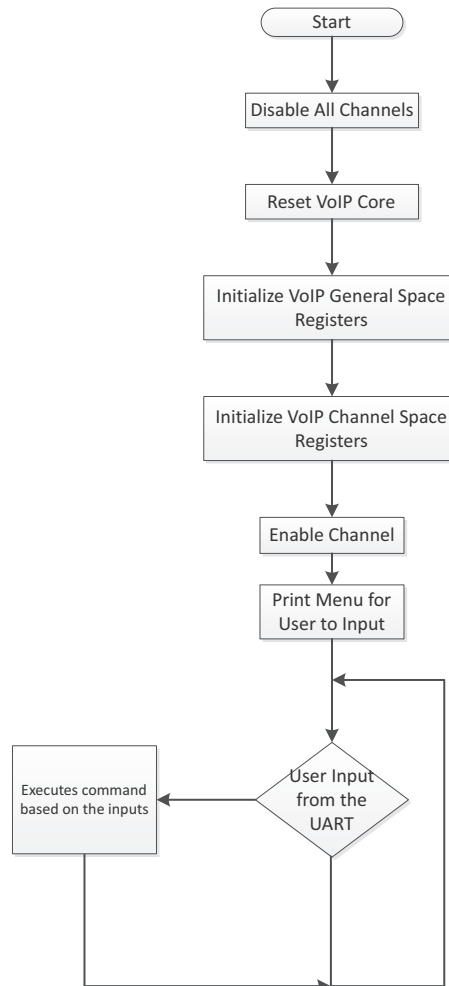 Start
Disable All Channels
Reset VoIP Core
Initialize VoIP General Space
Registers
Initialize VoIP Channel Space
Registers
Enable Channel
Print Menu for
User to Input
User Input
from the
UART
Executes command
based on the inputs